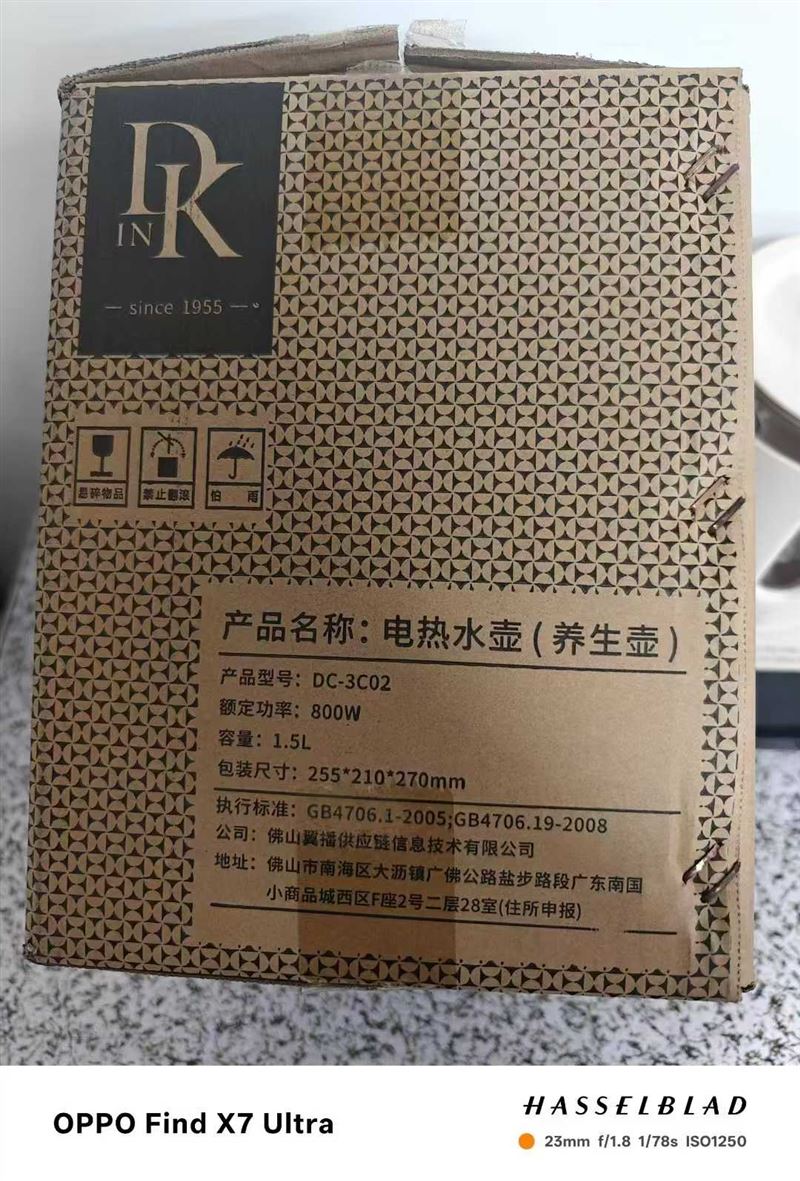 DK
IN
— since 1955 —
易碎物品 禁止翻滚 怕 雨
产品名称：电热水壶(养生壶)
产品型号：DC-3C02
额定功率：800W
容量：1.5L
包装尺寸：255*210*270mm
执行标准：GB4706.1-2005;GB4706.19-2008
公司：佛山翼播供应链信息技术有限公司
地址：佛山市南海区大沥镇广佛公路盐步路段广东南国
小商品城西区F座2号二层28室(住所申报)
OPPO Find X7 Ultra
HASSELBLAD
23mm f/1.8 1/78s ISO1250